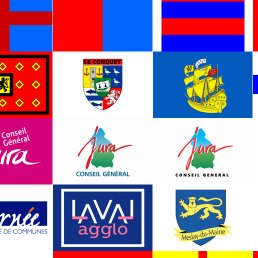 LE CONQUET
Conseil
Général
ura
Jura
CONSEIL GÉNÉRAL
Jura
CONSEIL GENERAL
rnée
É DE COMMUNES
LAVAL
agglo
Meslay-du-Maine